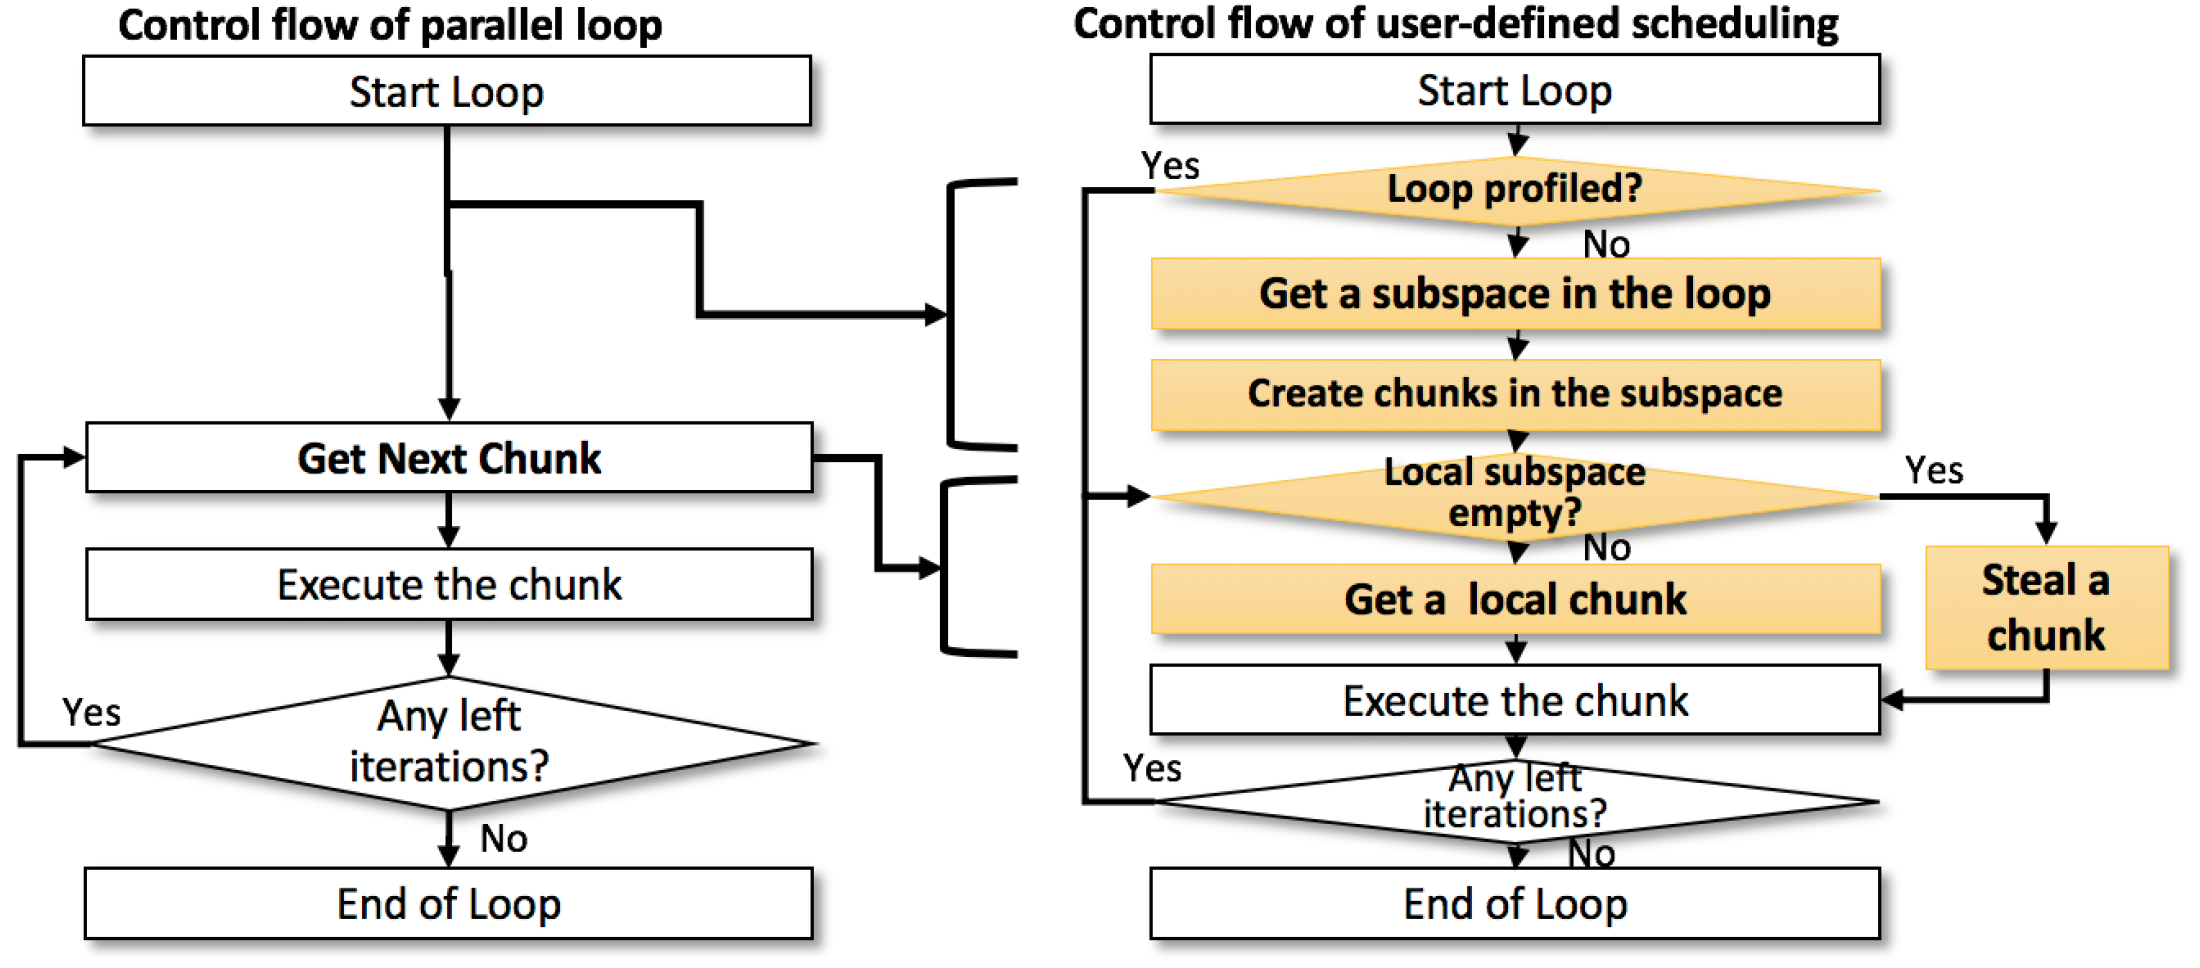 Control flow of parallel loop
Start Loop
Get Next Chunk
Execute the chunk
Yes
Any left
iterations?
No
End of Loop
Control flow of user-defined scheduling
Start Loop
Yes
Loop profiled?
No
Get a subspace in the loop
Create chunks in the subspace
Local subspace
empty?
Yes
No
Get a local chunk
Steal a
chunk
Execute the chunk
Yes
Any left
iterations?
No
End of Loop